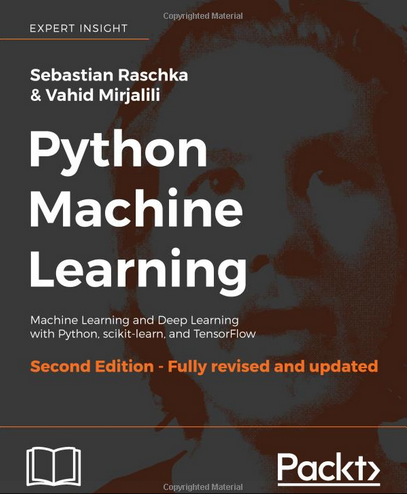 Copyrighted Material
EXPERT INSIGHT
Sebastian Raschka
& Vahid Mirjalili
Python
Machine
Learning
Machine Learning and Deep Learning
with Python, scikit-learn, and TensorFlow
Second Edition - Fully revised and updated
Packt>
Copyrighted Material